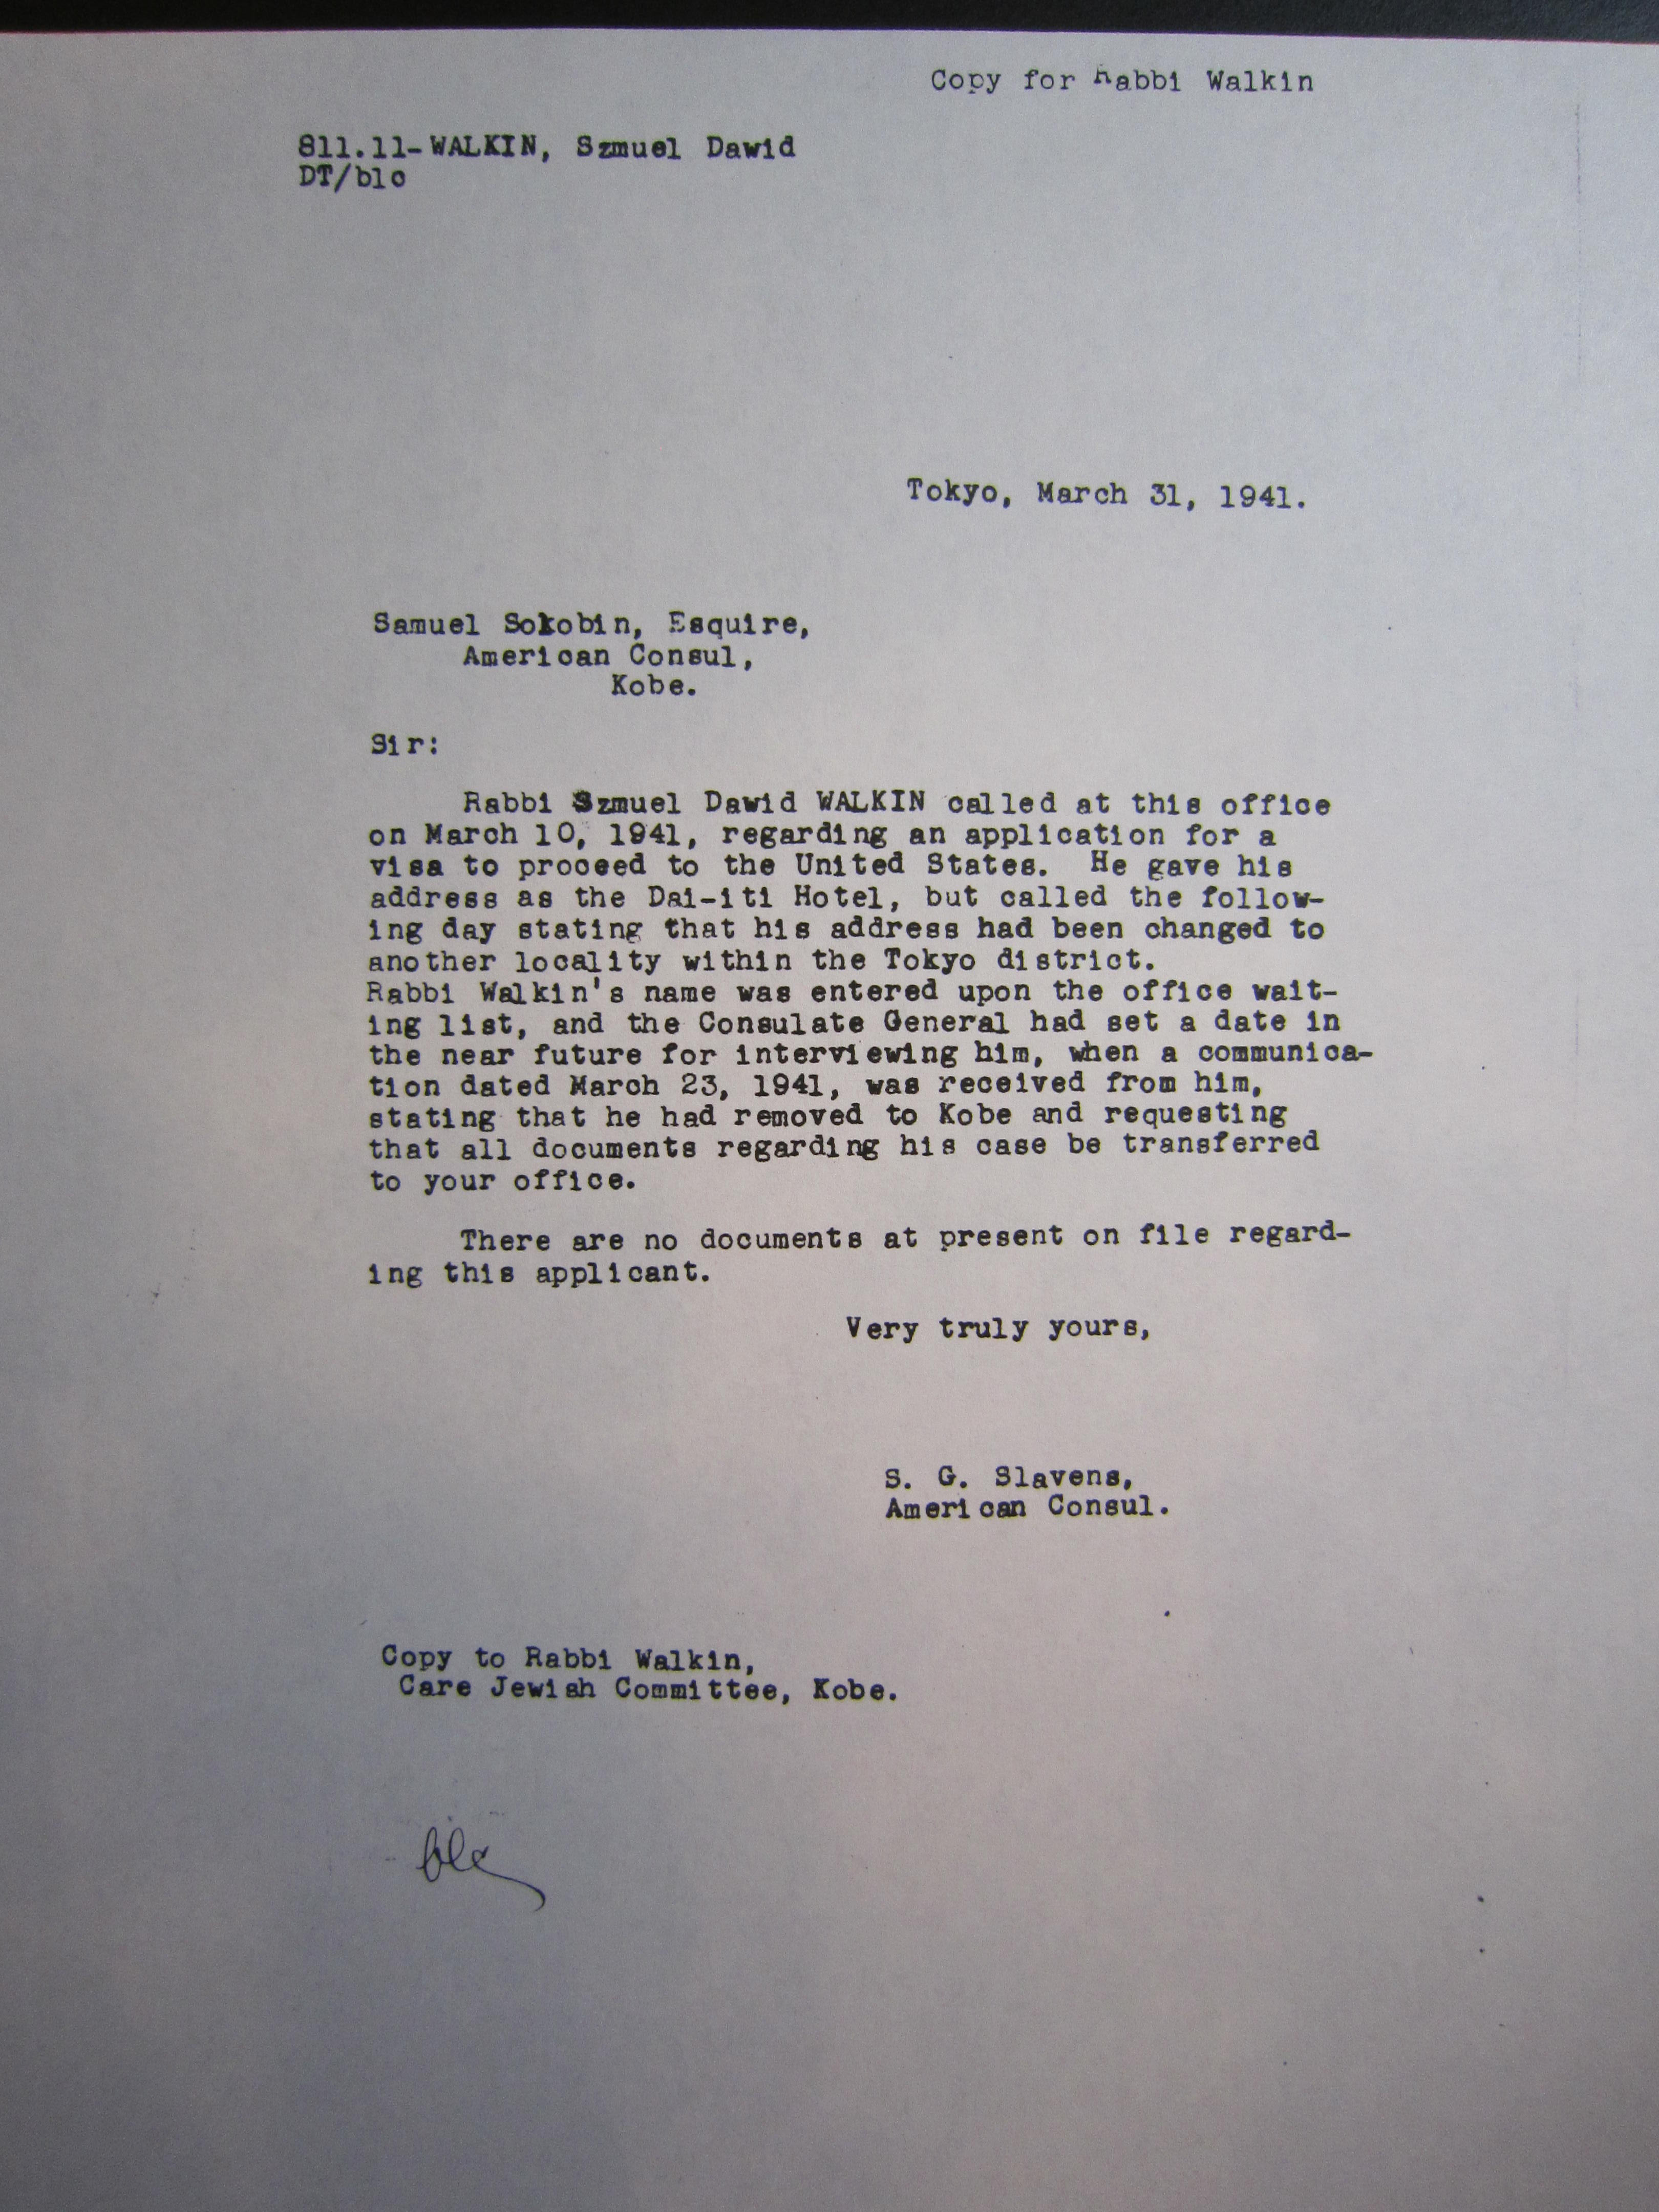 Copy for Rabbi Walkin
811.11-WALKIN, Szmuel Dawid
DT/blc
Tokyo, March 31, 1941.
Samuel Sokobin, Esquire,
American Consul,
Kobe.
Sir:
Rabbi Szmuel Dawid WALKIN called at this office
on March 10, 1941, regarding an application for a
visa to proceed to the United States.  He gave his
address as the Dai-iti Hotel, but called the follow-
ing day stating that his address had been changed to
another locality within the Tokyo district.
Rabbi Walkin's name was entered upon the office wait-
ing list, and the Consulate General had set a date in
the near future for interviewing him, when a communica-
tion dated March 23, 1941, was received from him,
stating that he had removed to Kobe and requesting
that all documents regarding his case be transferred
to your office.
There are no documents at present on file regard-
ing this applicant.
Very truly yours,
S. G. Slavens,
American Consul.
Copy to Rabbi Walkin,
Care Jewish Committee, Kobe.
blc